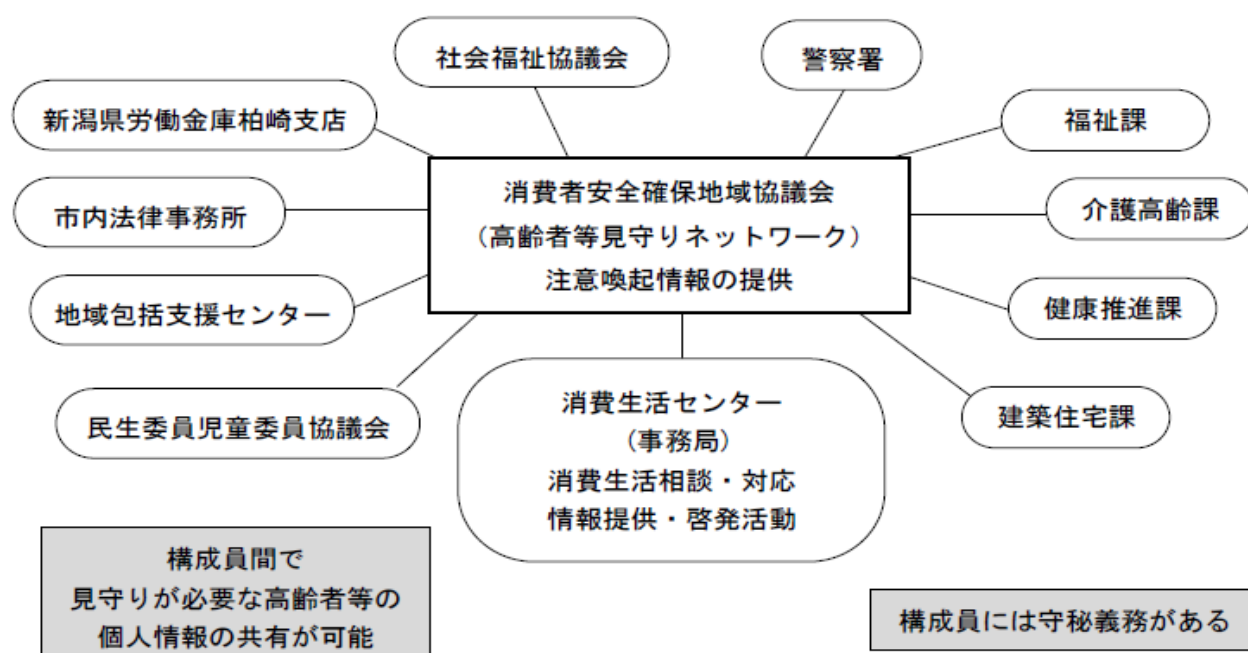 社会福祉協議会
警察署
新潟県労働金庫柏崎支店
福祉課
市内法律事務所
介護高齢課
地域包括支援センター
健康推進課
民生委員児童委員協議会
建築住宅課
消費者安全確保地域協議会
（高齢者等見守りネットワーク）
注意喚起情報の提供
消費生活センター
（事務局）
消費生活相談・対応
情報提供・啓発活動
構成員間で
見守りが必要な高齢者等の
個人情報の共有が可能
構成員には守秘義務がある